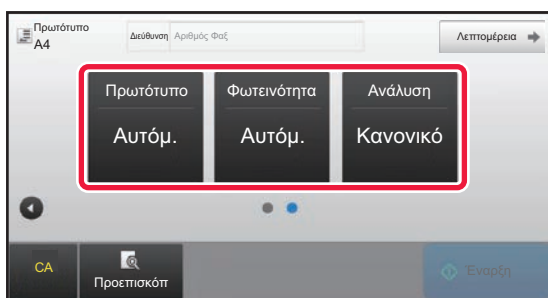 Πρωτότυπο
A4
Διεύθυνση Αριθμός Φαξ
Λεπτομέρεια
Πρωτότυπο Φωτεινότητα Ανάλυση
Αυτόμ. Αυτόμ. Κανονικό
CA
Προεπισκόπ
Έναρξη